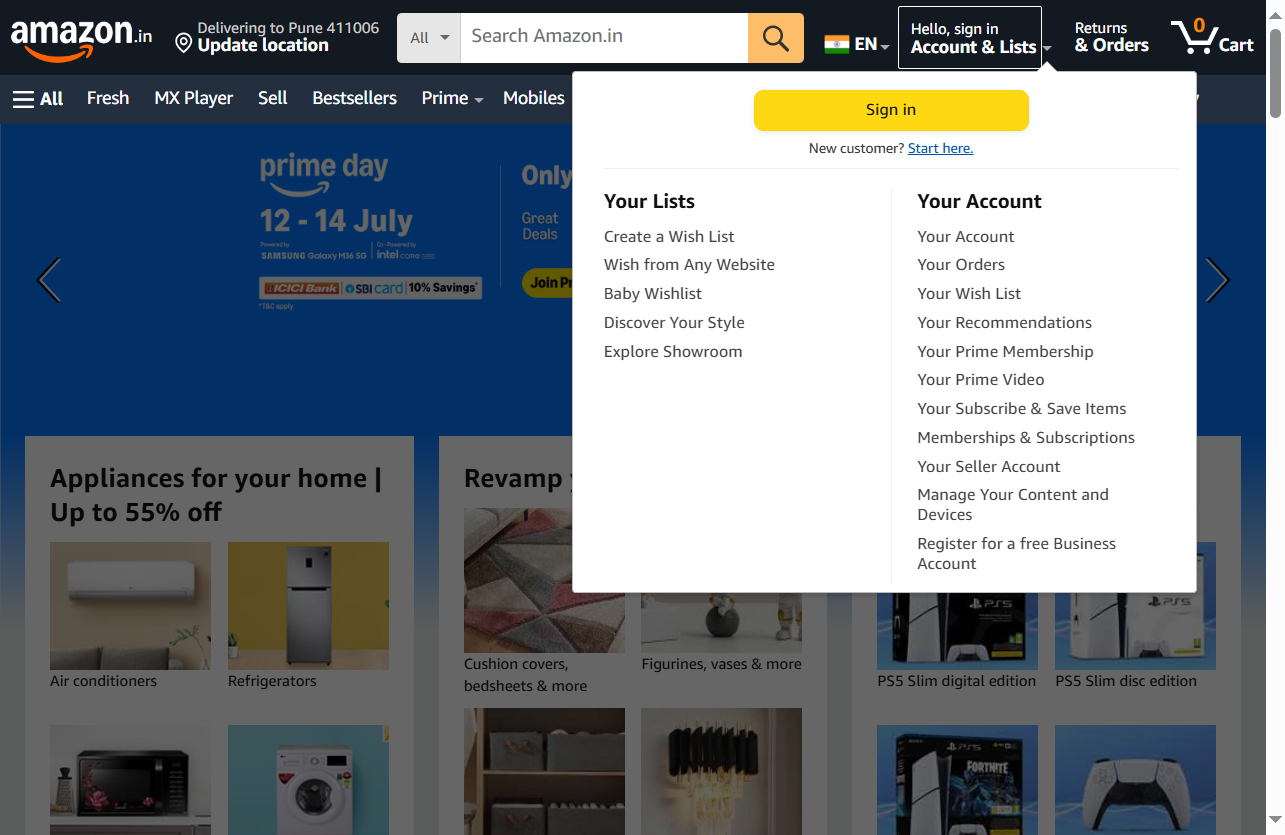 amazon.in
Delivering to Pune 411006
Update location
All
Search Amazon.in
EN
Hello, sign in
Account & Lists
Returns
& Orders
0
Cart
All
Fresh
MX Player
Sell
Bestsellers
Prime
Mobiles
Sign in
New customer? Start here.
Your Lists
Create a Wish List
Wish from Any Website
Baby Wishlist
Discover Your Style
Explore Showroom
Your Account
Your Account
Your Orders
Your Wish List
Your Recommendations
Your Prime Membership
Your Prime Video
Your Subscribe & Save Items
Memberships & Subscriptions
Your Seller Account
Manage Your Content and
Devices
Register for a free Business
Account
prime day
12 - 14 July
Powered by
SAMSUNG Galaxy M36 5G
Co-Powered by
intel CORE
ICICI Bank
SBI card
10% Savings*
*T&C apply
Only
Great
Deals
Join
Appliances for your home |
Up to 55% off
Air conditioners
Refrigerators
Revamp
Cushion covers,
bedsheets & more
Figurines, vases & more
PS5
PS5
PS5 Slim digital edition
PS5 Slim disc edition
LG
PS5
FORTNITE